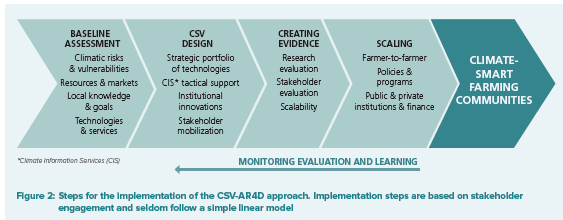 BASELINE
ASSESSMENT
Climatic risks
& vulnerabilities
Resources & markets
Local knowledge
& goals
Technologies
& services
CSV
DESIGN
Strategic portfolio
of technologies
CIS* tactical support
Institutional
innovations
Stakeholder
mobilization
CREATING
EVIDENCE
Research
evaluation
Stakeholder
evaluation
Scalability
SCALING
Farmer-to-farmer
Policies &
programs
Public & private
institutions & finance
CLIMATE-
SMART
FARMING
COMMUNITIES
*Climate Information Services (CIS)
MONITORING EVALUATION AND LEARNING
Figure 2: Steps for the implementation of the CSV-AR4D approach. Implementation steps are based on stakeholder
engagement and seldom follow a simple linear model